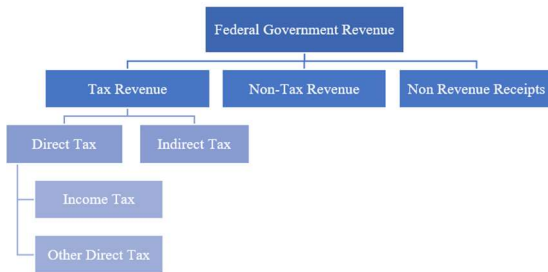 Federal Government Revenue
Tax Revenue
Non-Tax Revenue
Non Revenue Receipts
Direct Tax
Indirect Tax
Income Tax
Other Direct Tax